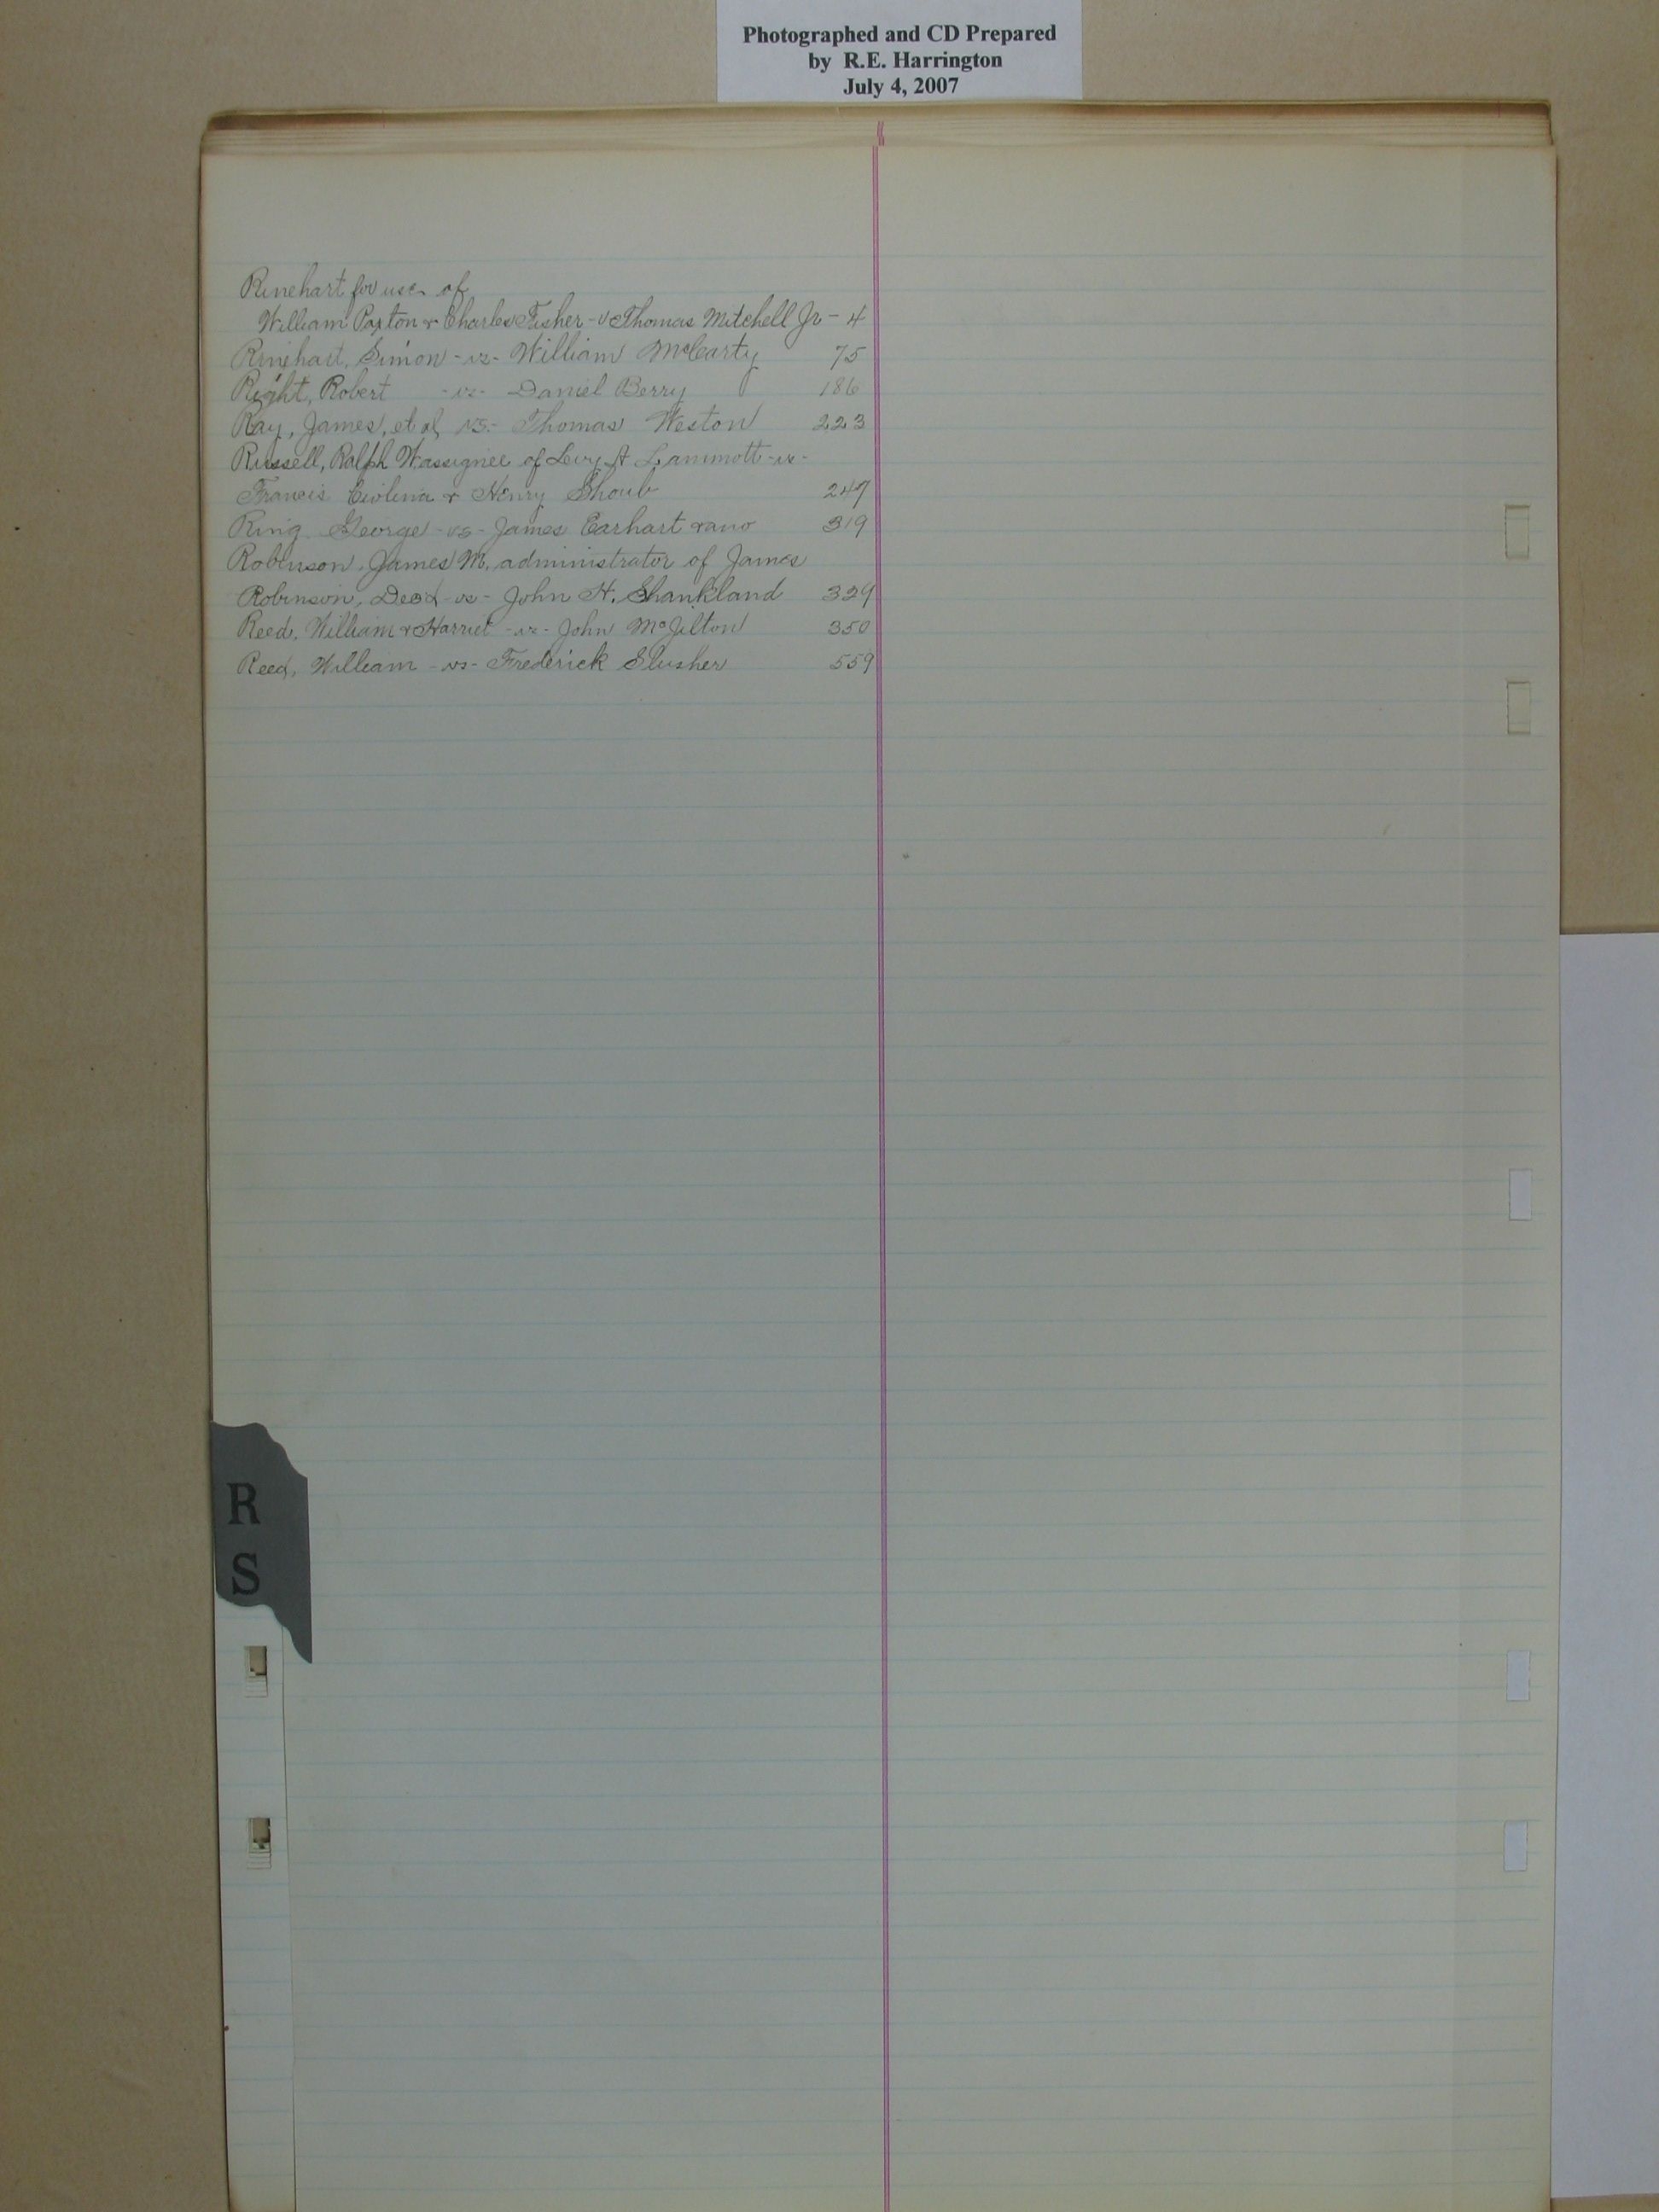 Photographed and CD Prepared
by R.E. Harrington
July 4, 2007
Rinehart for use of
William Paxton & Charles Fisher - vs Thomas Mitchell Jr - 4
Rinehart, Simon - vs - William McCarty 75
Right, Robert - vs - Daniel Berry 186
Ray, James, et al, vs - Thomas Weston 223
Russell, Ralph W assignee of Levy A Lammott - vs -
Francis & Henry Shoub 247
Ring George - vs - James Earhart & ano 319
Robinson, James M. administrator of James
Robinson, Decd - vs - John H. Shankland 329
Reed, William & Harriet - vs - John McJilton 350
Reed, William - vs - Frederick Slusher 559
R
S